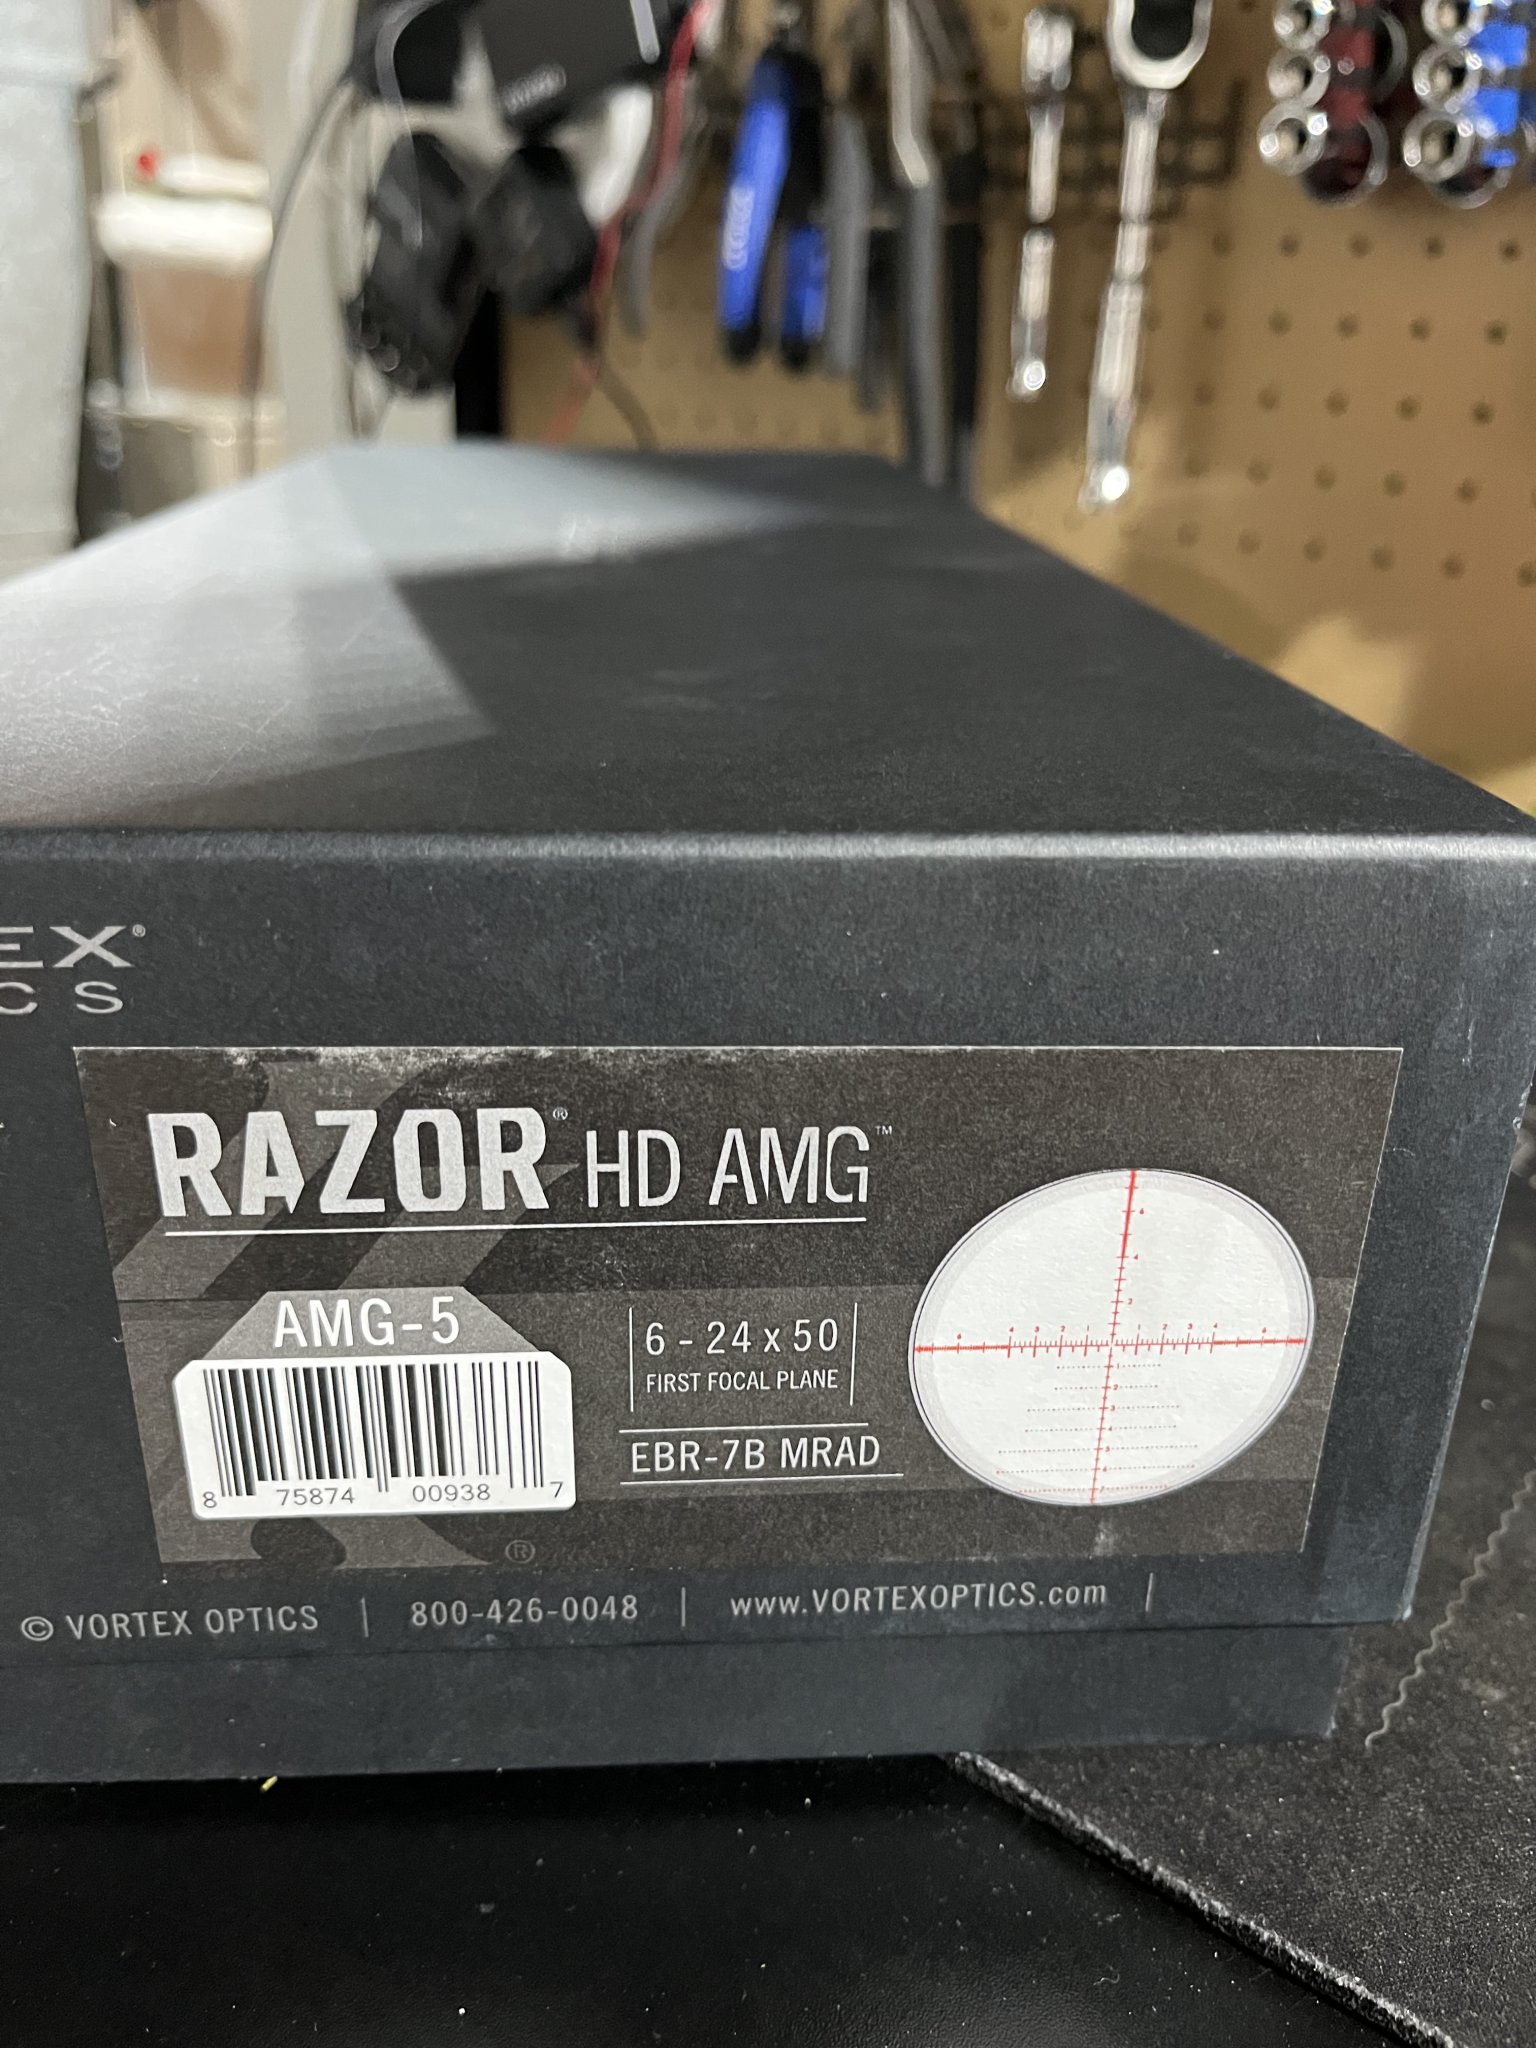 EX®
CS
RAZOR® HD AMG™
AMG-5
6 - 24 x 50
FIRST FOCAL PLANE
EBR-7B MRAD
8 75874 00938 7
®
© VORTEX OPTICS | 800-426-0048 | www.VORTEXOPTICS.com |